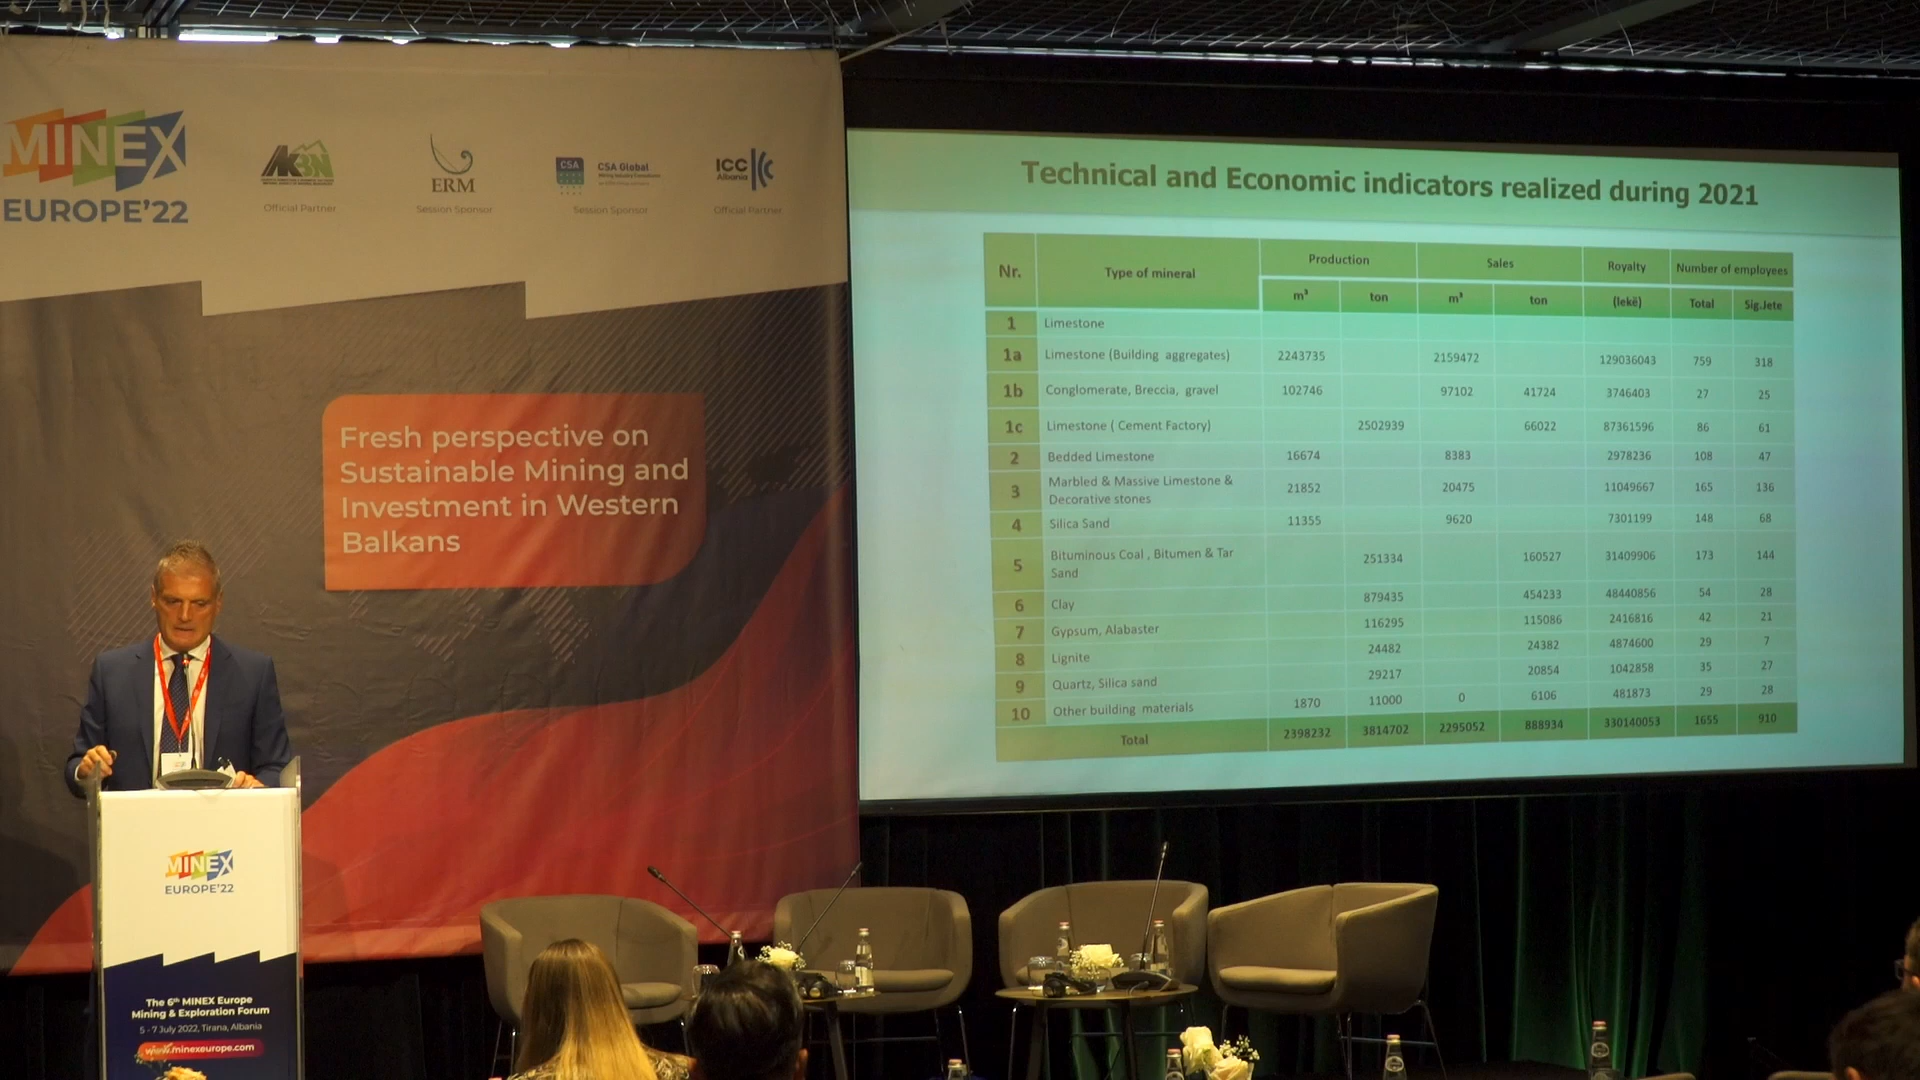 MINEX
EUROPE'22
AKBN
Official Partner
ERM
Session Sponsor
CSA
CSA Global
Mining Industry Consultants
Session Sponsor
ICC
Albania
Official Partner
Fresh perspective on
Sustainable Mining and
Investment in Western
Balkans
Technical and Economic indicators realized during 2021
Nr. Type of mineral Production Sales Royalty Number of employees
m³ ton m³ ton (lekë) Total Sig.Jete
1 Limestone
1a Limestone (Building aggregates) 2243735 2159472 129036043 759 318
1b Conglomerate, Breccia, gravel 102746 97102 41724 3746403 27 25
1c Limestone ( Cement Factory) 2502939 66022 87361596 86 61
2 Bedded Limestone 16674 8383 2978236 108 47
3 Marbled & Massive Limestone &
Decorative stones 21852 20475 11049667 165 136
4 Silica Sand 11355 9620 7301199 148 68
5 Bituminous Coal , Bitumen & Tar
Sand 251334 160527 31409906 173 144
6 Clay 879435 454233 48440856 54 28
7 Gypsum, Alabaster 116295 115086 2416816 42 21
8 Lignite 24482 24382 4874600 29 7
9 Quartz, Silica sand 29217 20854 1042858 35 27
10 Other building materials 1870 11000 0 6106 481873 29 28
Total 2398232 3814702 2295052 888934 330140053 1655 910
MINEX
EUROPE'22
The 6th MINEX Europe
Mining & Exploration Forum
5 - 7 July 2022, Tirana, Albania
www.minexeurope.com